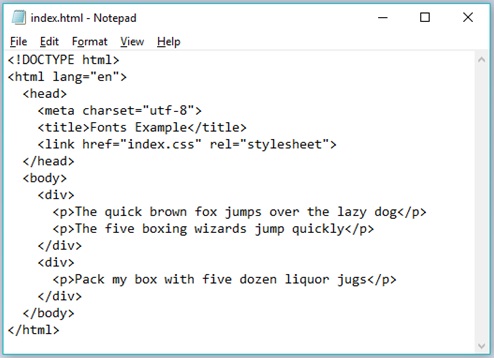 index.html - Notepad
File Edit Format View Help
<!DOCTYPE html>
<html lang="en">
  <head>
    <meta charset="utf-8">
    <title>Fonts Example</title>
    <link href="index.css" rel="stylesheet">
  </head>
  <body>
    <div>
      <p>The quick brown fox jumps over the lazy dog</p>
      <p>The five boxing wizards jump quickly</p>
    </div>
    <div>
      <p>Pack my box with five dozen liquor jugs</p>
    </div>
  </body>
</html>